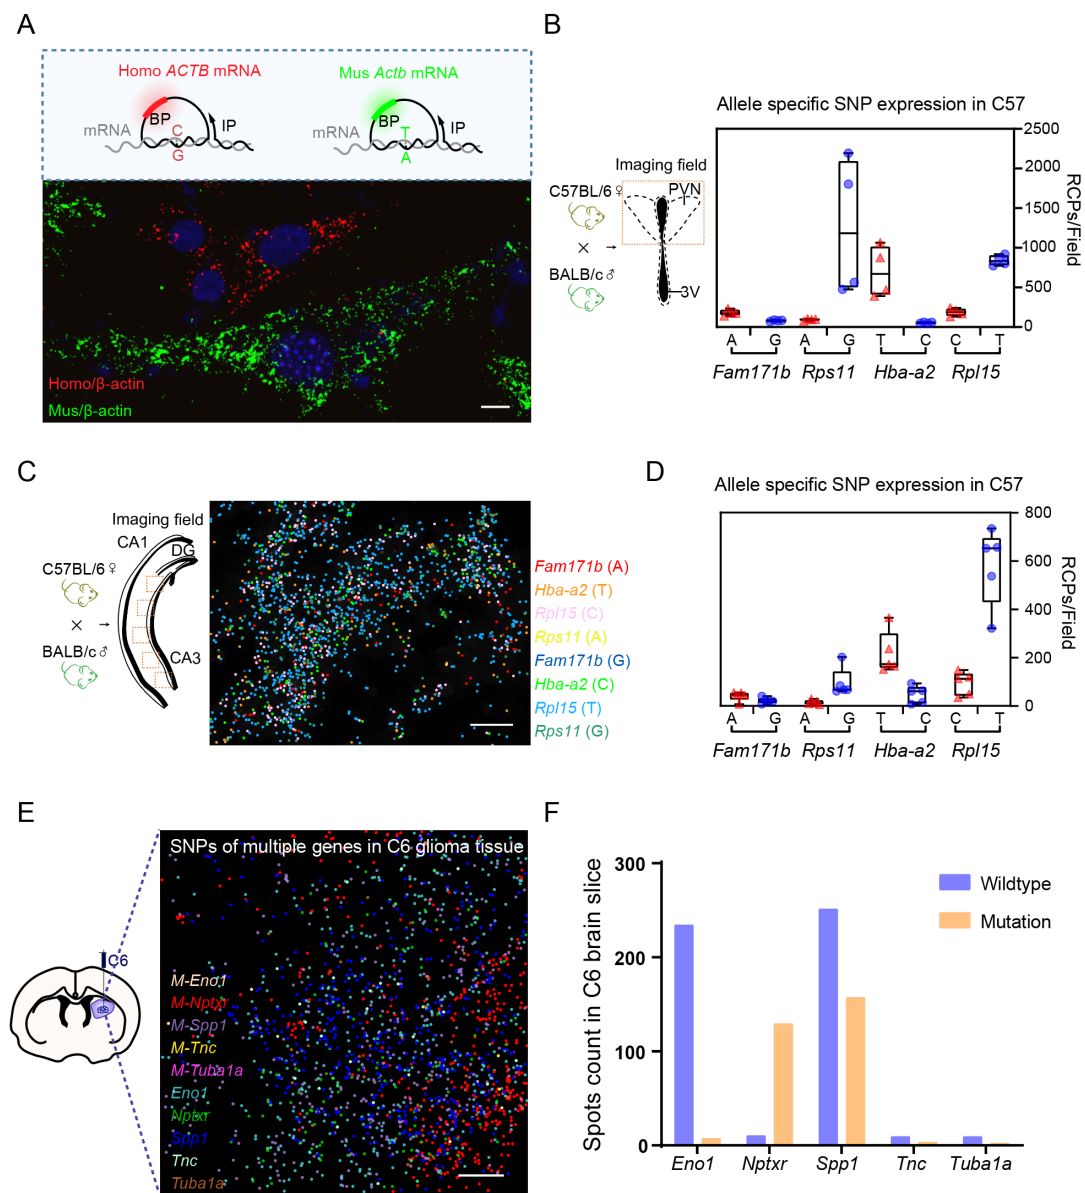 A
Homo ACTB mRNA
Mus Actb mRNA
BP
C
G
mRNA
IP
BP
T
A
mRNA
IP
Homo/β-actin
Mus/β-actin
B
Allele specific SNP expression in C57
Imaging field
C57BL/6♀
×
BALB/c♂
PVN
3V
2500
2000
1500
1000
500
0
RCPs/Field
A G A G T C C T
Fam171b Rps11 Hba-a2 Rpl15
C
Imaging field
CA1
DG
C57BL/6♀
×
BALB/c♂
CA3
Fam171b (A)
Hba-a2 (T)
Rpl15 (C)
Rps11 (A)
Fam171b (G)
Hba-a2 (C)
Rpl15 (T)
Rps11 (G)
D
Allele specific SNP expression in C57
800
600
400
200
0
RCPs/Field
A G A G T C C T
Fam171b Rps11 Hba-a2 Rpl15
E
C6
SNPs of multiple genes in C6 glioma tissue
M-Eno1
M-Nptxr
M-Spp1
M-Tnc
M-Tuba1a
Eno1
Nptxr
Spp1
Tnc
Tuba1a
F
Spots count in C6 brain slice
300
200
100
0
Wildtype
Mutation
Eno1 Nptxr Spp1 Tnc Tuba1a